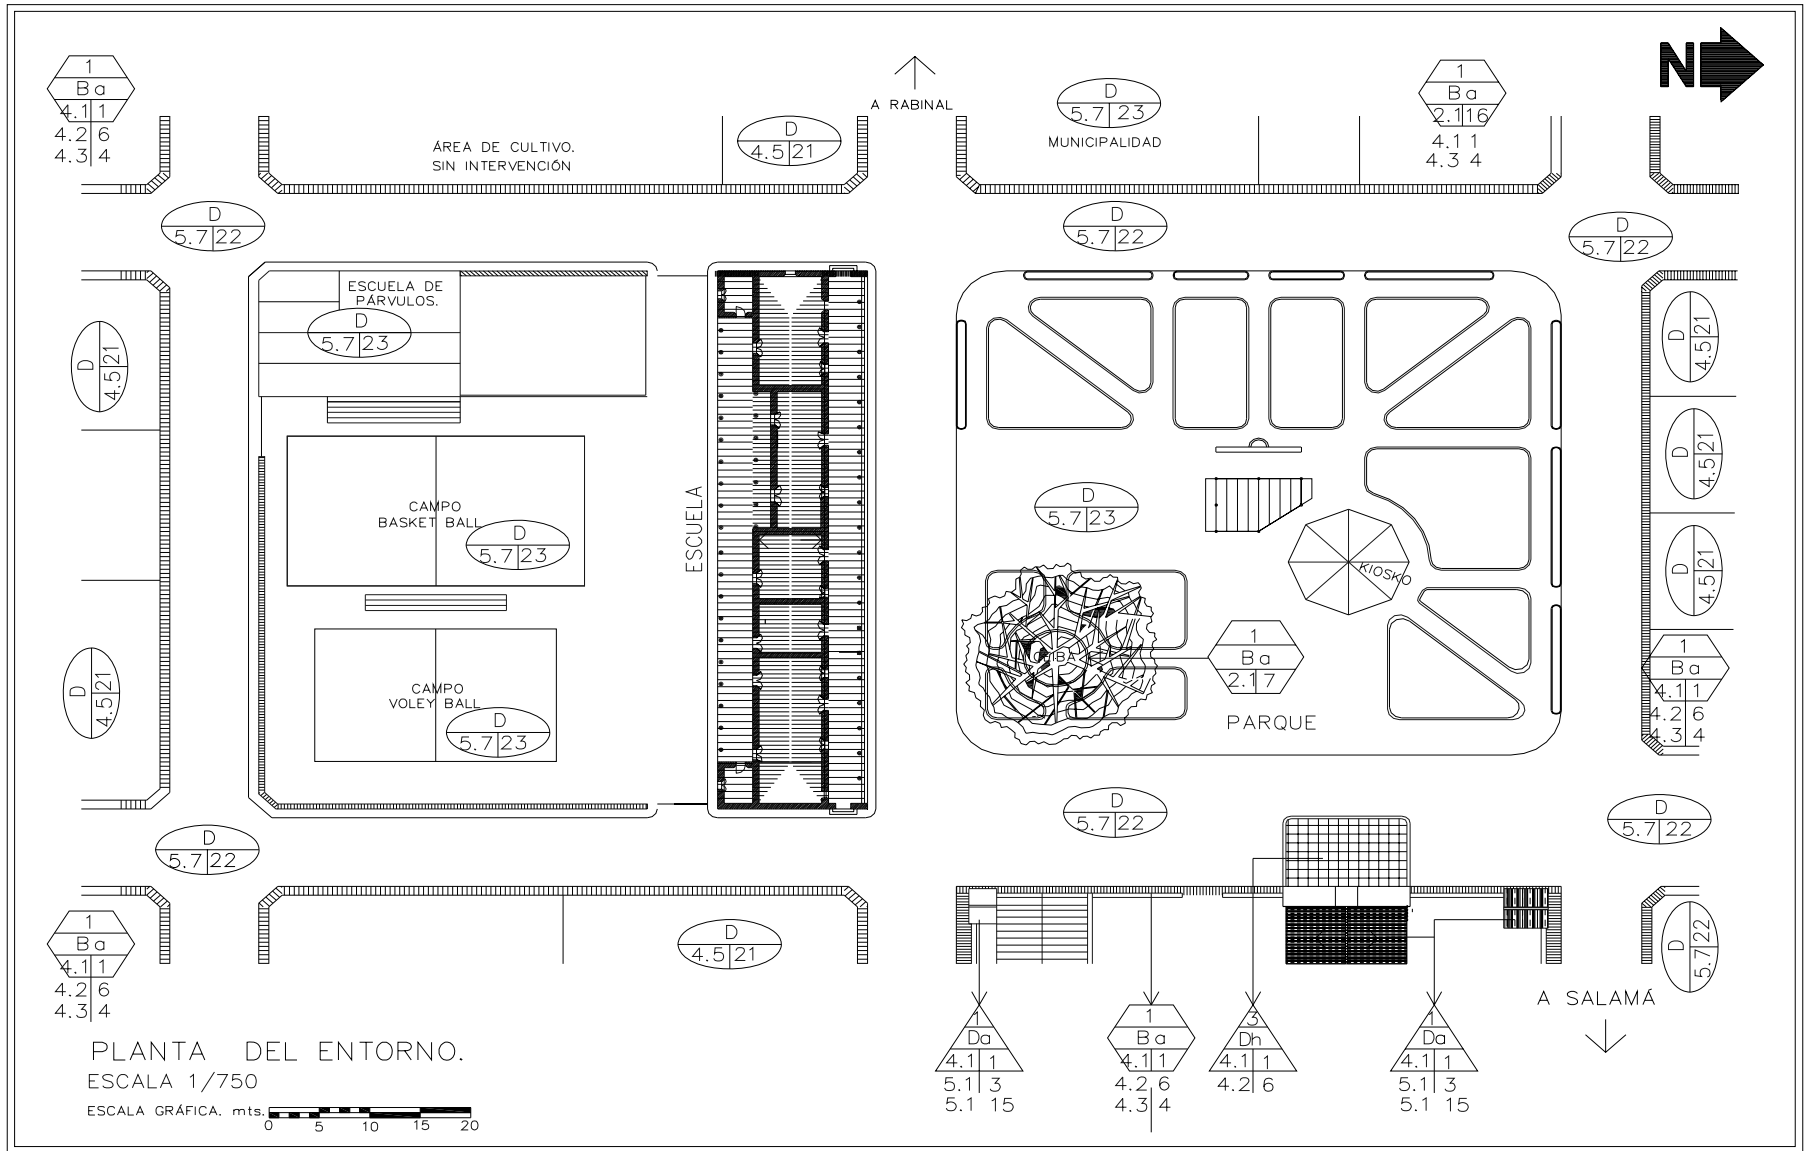 1
Ba
4.1 1
4.2 6
4.3 4
A RABINAL
D
5.7 23
MUNICIPALIDAD
1
Ba
2.1 16
4.1 1
4.3 4
N
ÁREA DE CULTIVO.
SIN INTERVENCIÓN
D
4.5 21
D
5.7 22
D
5.7 22
D
5.7 22
ESCUELA DE
PÁRVULOS.
D
5.7 23
D
4.5 21
D
4.5 21
CAMPO
BASKET BALL
D
5.7 23
ESCUELA
D
5.7 23
KIOSKO
D
4.5 21
D
4.5 21
CAMPO
VOLEY BALL
D
5.7 23
D
4.5 21
1
Ba
2.1 7
PARQUE
1
Ba
4.1 1
4.2 6
4.3 4
D
5.7 22
D
5.7 22
D
5.7 22
1
Ba
4.1 1
4.2 6
4.3 4
D
4.5 21
D
5.7 22
A SALAMÁ
1
Da
4.1 1
5.1 3
5.1 15
1
Ba
4.1 1
4.2 6
4.3 4
3
Dh
4.1 1
4.2 6
1
Da
4.1 1
5.1 3
5.1 15
PLANTA DEL ENTORNO.
ESCALA 1/750
ESCALA GRÁFICA. mts.
0 5 10 15 20